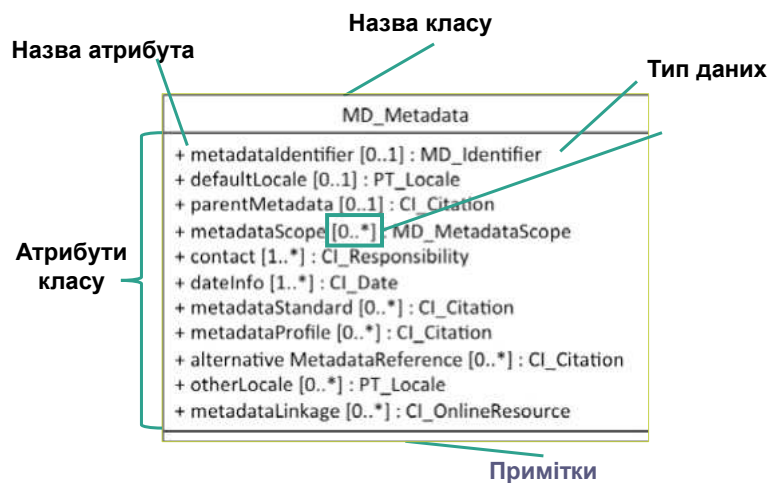 Назва класу
Назва атрибута
Тип даних
MD_Metadata
+ metadataIdentifier [0..1] : MD_Identifier
+ defaultLocale [0..1] : PT_Locale
+ parentMetadata [0..1] : CI_Citation
+ metadataScope [0..*] : MD_MetadataScope
+ contact [1..*] : CI_Responsibility
+ dateInfo [1..*] : CI_Date
+ metadataStandard [0..*] : CI_Citation
+ metadataProfile [0..*] : CI_Citation
+ alternative MetadataReference [0..*] : CI_Citation
+ otherLocale [0..*] : PT_Locale
+ metadataLinkage [0..*] : CI_OnlineResource
Атрибути
класу
Примітки